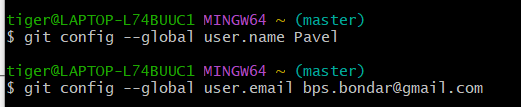 tiger@LAPTOP-L74BUUC1 MINGW64 ~ (master)
$ git config --global user.name Pavel
tiger@LAPTOP-L74BUUC1 MINGW64 ~ (master)
$ git config --global user.email bps.bondar@gmail.com